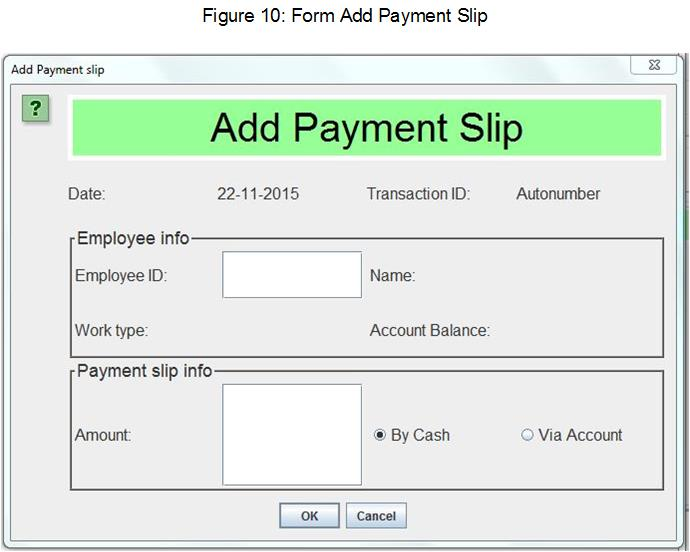 Figure 10: Form Add Payment Slip
Add Payment slip
?
Add Payment Slip
Date: 22-11-2015 Transaction ID: Autonumber
Employee info
Employee ID: Name:
Work type: Account Balance:
Payment slip info
Amount: By Cash Via Account
OK Cancel